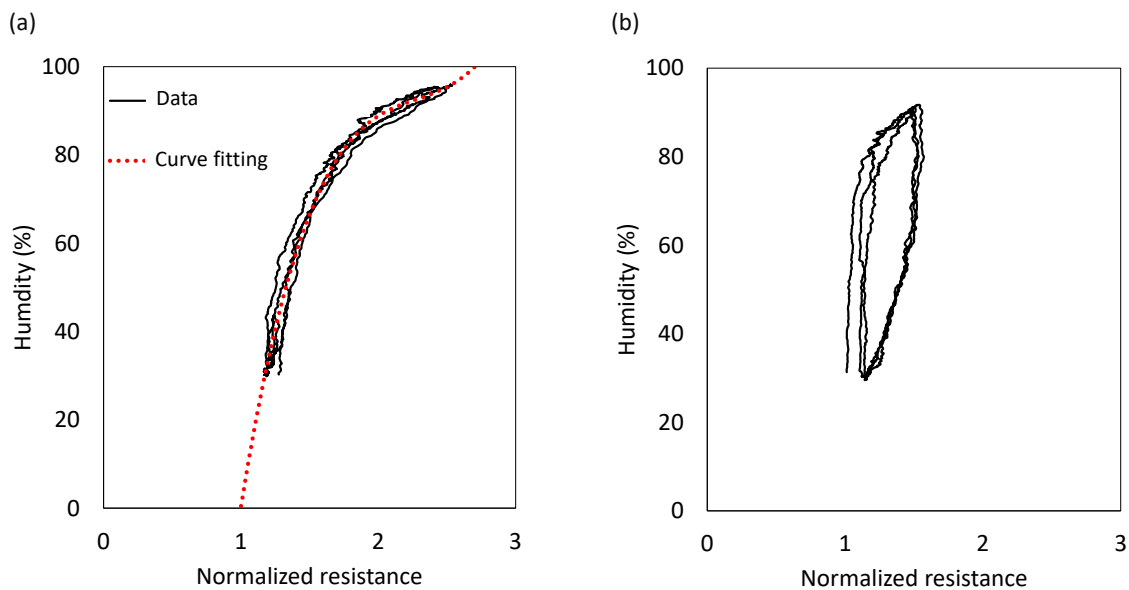 (a)
Humdity (%)
100
80
60
40
20
0
Data
Curve fitting
0 1 2 3
Normalized resistance
(b)
Humidity (%)
100
80
60
40
20
0
0 1 2 3
Normalized resistance